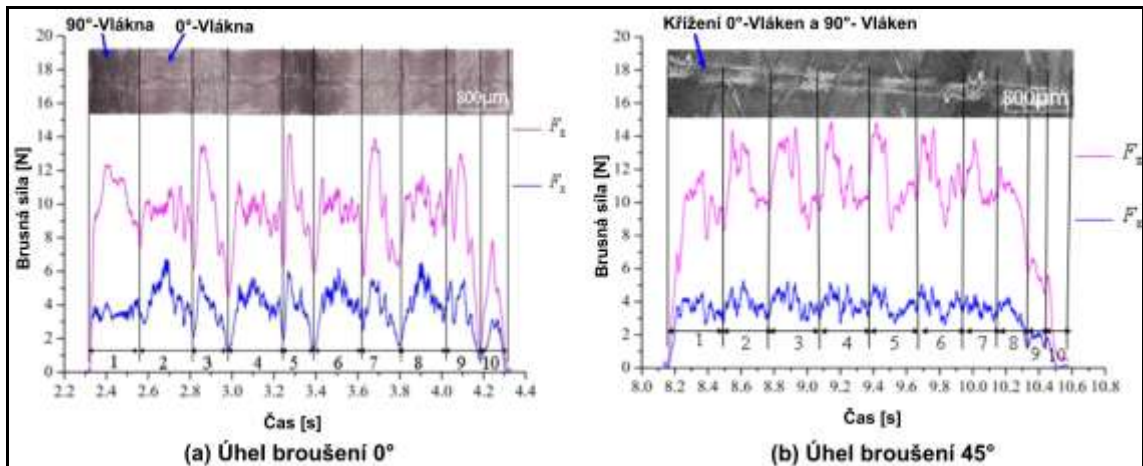 90°-Vlákna
0°-Vlákna
800μm
Brusná síla [N]
20
18
16
14
12
10
8
6
4
2
0
1 2 3 4 5 6 7 8 9 10
2.2 2.4 2.6 2.8 3.0 3.2 3.4 3.6 3.8 4.0 4.2 4.4
Čas [s]
(a) Úhel broušení 0°
Křížení 0°-Vláken a 90°- Vláken
800μm
Brusná síla [N]
20
18
16
14
12
10
8
6
4
2
0
1 2 3 4 5 6 7 8 9 10
8.0 8.2 8.4 8.6 8.8 9.0 9.2 9.4 9.6 9.8 10.0 10.2 10.4 10.6 10.8
Čas [s]
(b) Úhel broušení 45°